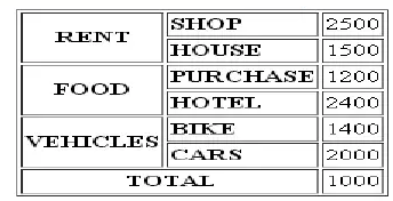 RENT SHOP 2500
HOUSE 1500
FOOD PURCHASE 1200
HOTEL 2400
VEHICLES BIKE 1400
CARS 2000
TOTAL 1000